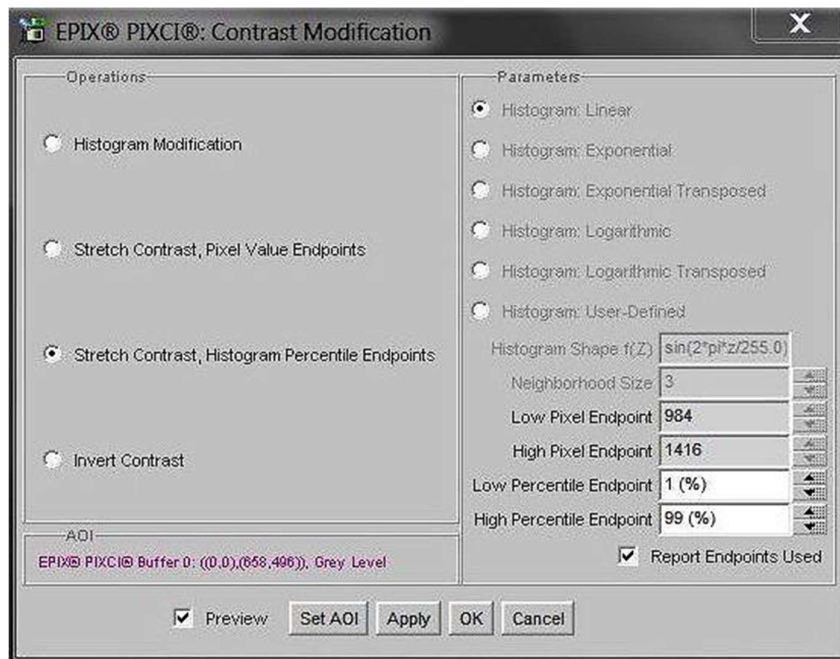 EPIX® PIXCI®: Contrast Modification
X
Operations
Histogram Modification
Stretch Contrast, Pixel Value Endpoints
Stretch Contrast, Histogram Percentile Endpoints
Invert Contrast
AOI
EPIX® PIXCI® Buffer 0: ((0,0),(658,496)), Grey Level
Parameters
Histogram: Linear
Histogram: Exponential
Histogram: Exponential Transposed
Histogram: Logarithmic
Histogram: Logarithmic Transposed
Histogram: User-Defined
Histogram Shape f(Z) sin(2*pi*z/255.0)
Neighborhood Size 3
Low Pixel Endpoint 984
High Pixel Endpoint 1416
Low Percentile Endpoint 1 (%)
High Percentile Endpoint 99 (%)
Report Endpoints Used
Preview Set AOI Apply OK Cancel